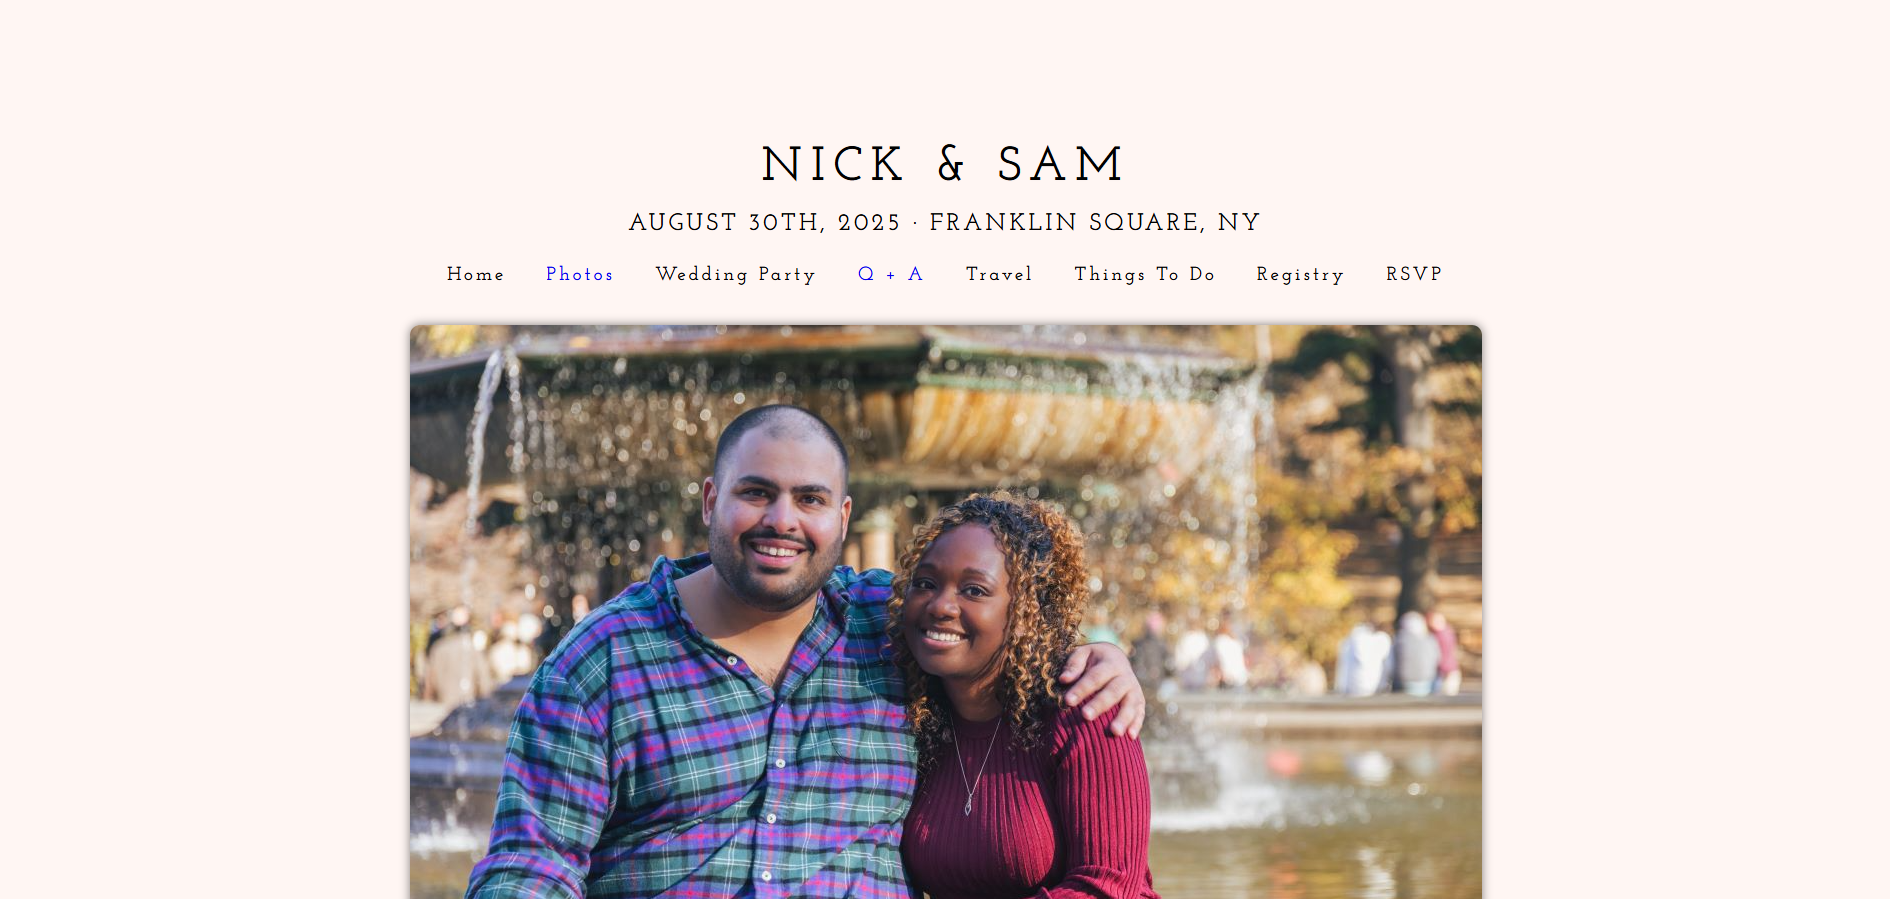 NICK & SAM
AUGUST 30TH, 2025 · FRANKLIN SQUARE, NY
Home Photos Wedding Party Q + A Travel Things To Do Registry RSVP